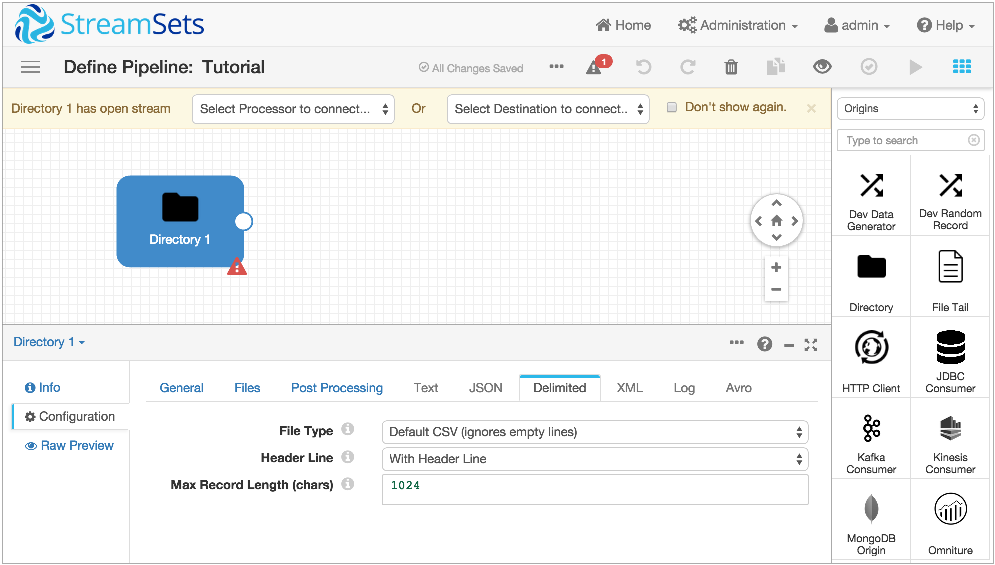 StreamSets
Home Administration admin Help
Define Pipeline: Tutorial
All Changes Saved
1
Directory 1 has open stream
Select Processor to connect...
Or
Select Destination to connect..
Don't show again.
Directory 1
Origins
Type to search
Dev Data
Generator
Dev Random
Record
Directory
File Tail
HTTP Client
JDBC
Consumer
Kafka
Consumer
Kinesis
Consumer
MongoDB
Origin
Omniture
Directory 1
Info
Configuration
Raw Preview
General Files Post Processing Text JSON Delimited XML Log Avro
File Type
Default CSV (ignores empty lines)
Header Line
With Header Line
Max Record Length (chars)
1024